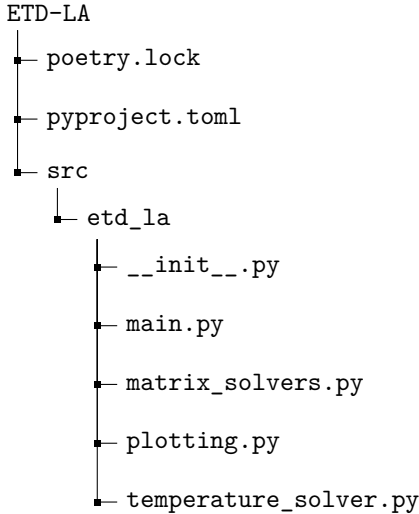 ETD-LA
poetry.lock
pyproject.toml
src
etd_la
__init__.py
main.py
matrix_solvers.py
plotting.py
temperature_solver.py